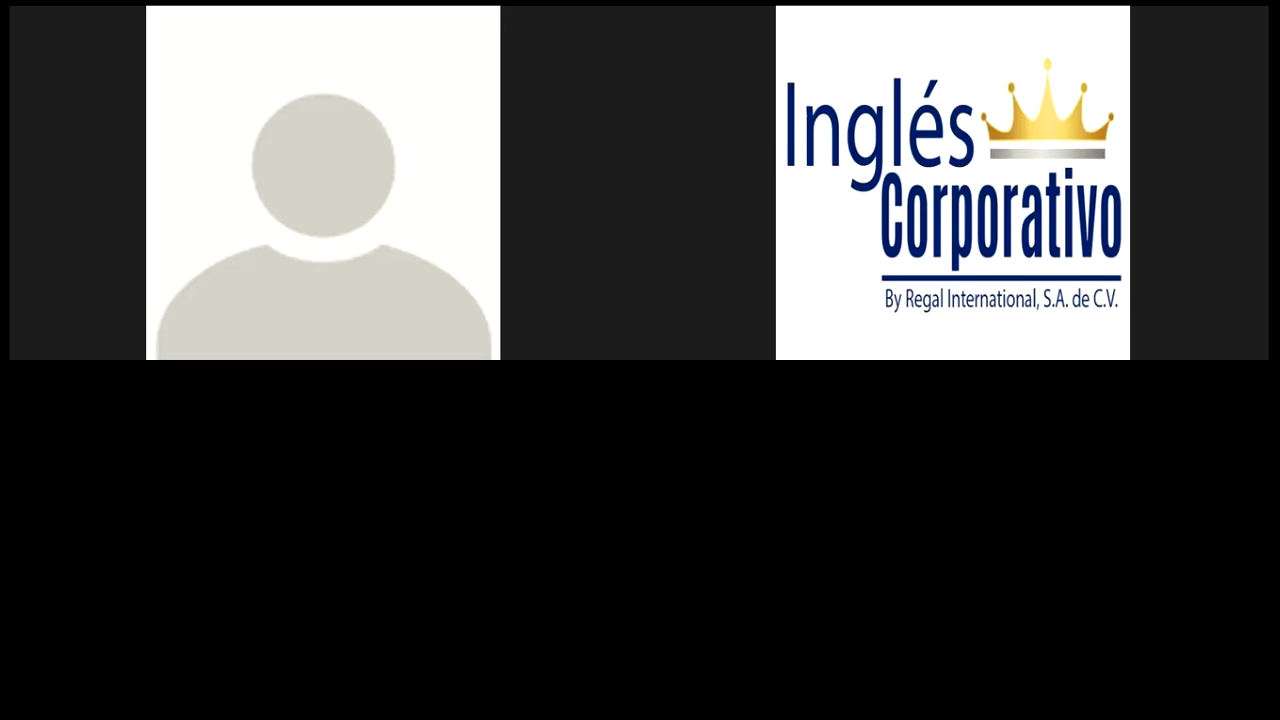 Inglés
Corporativo
By Regal International, S.A. de C.V.